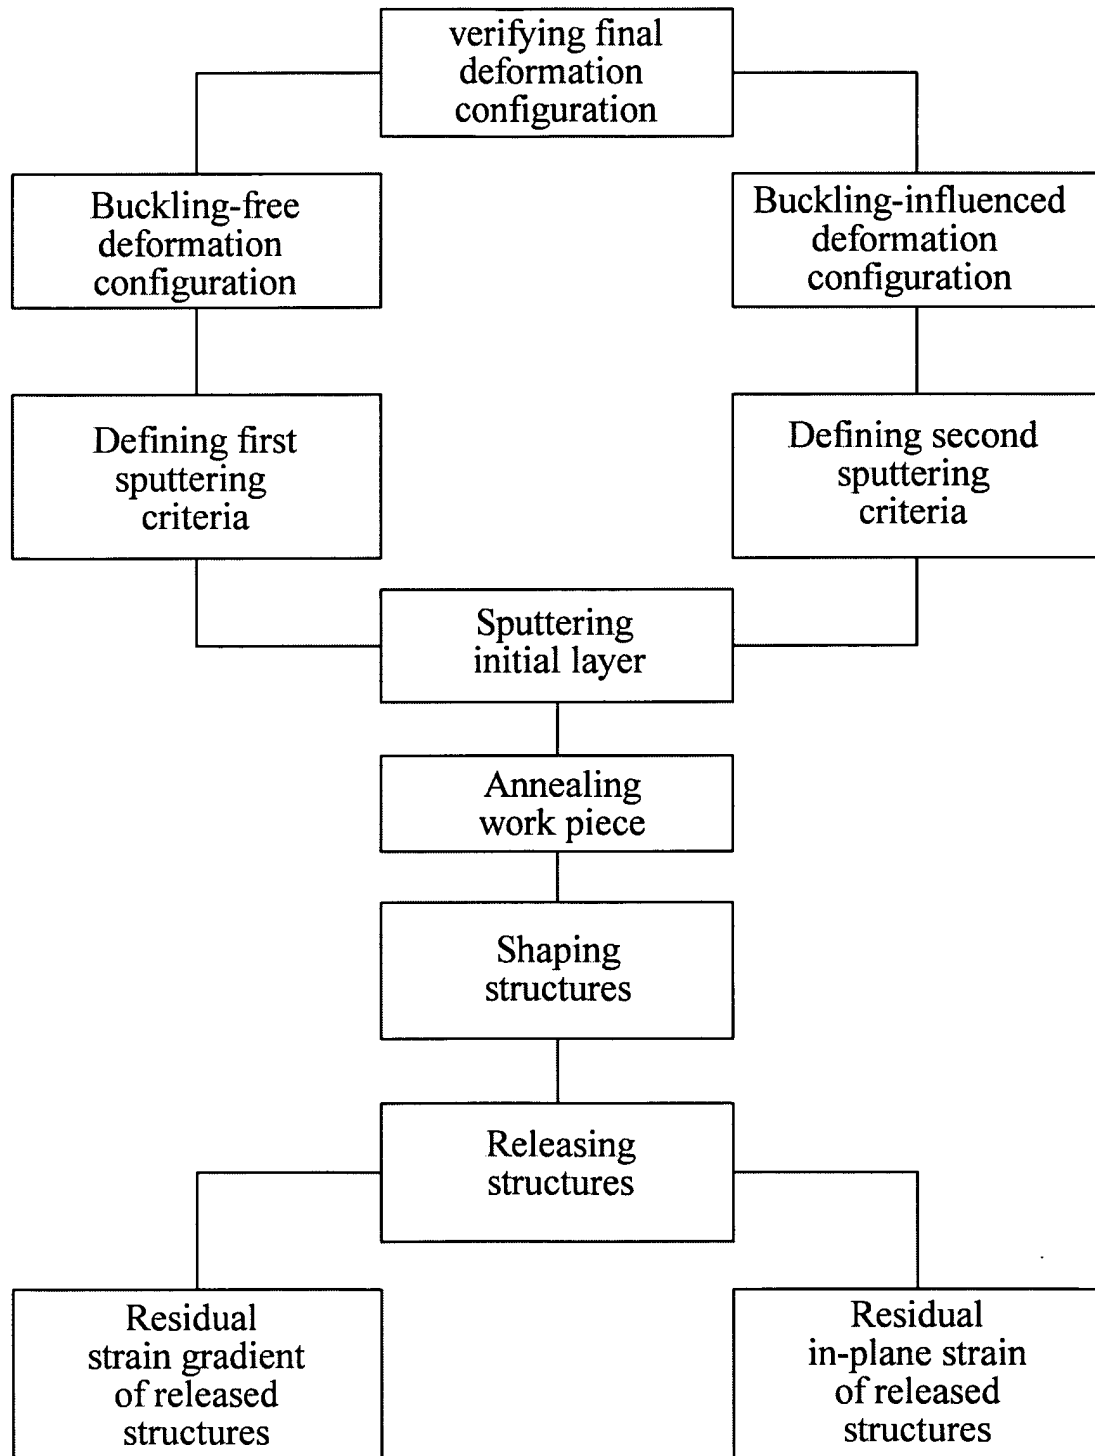 verifying final
deformation
configuration
Buckling-free
deformation
configuration
Buckling-influenced
deformation
configuration
Defining first
sputtering
criteria
Defining second
sputtering
criteria
Sputtering
initial layer
Annealing
work piece
Shaping
structures
Releasing
structures
Residual
strain gradient
of released
structures
Residual
in-plane strain
of released
structures